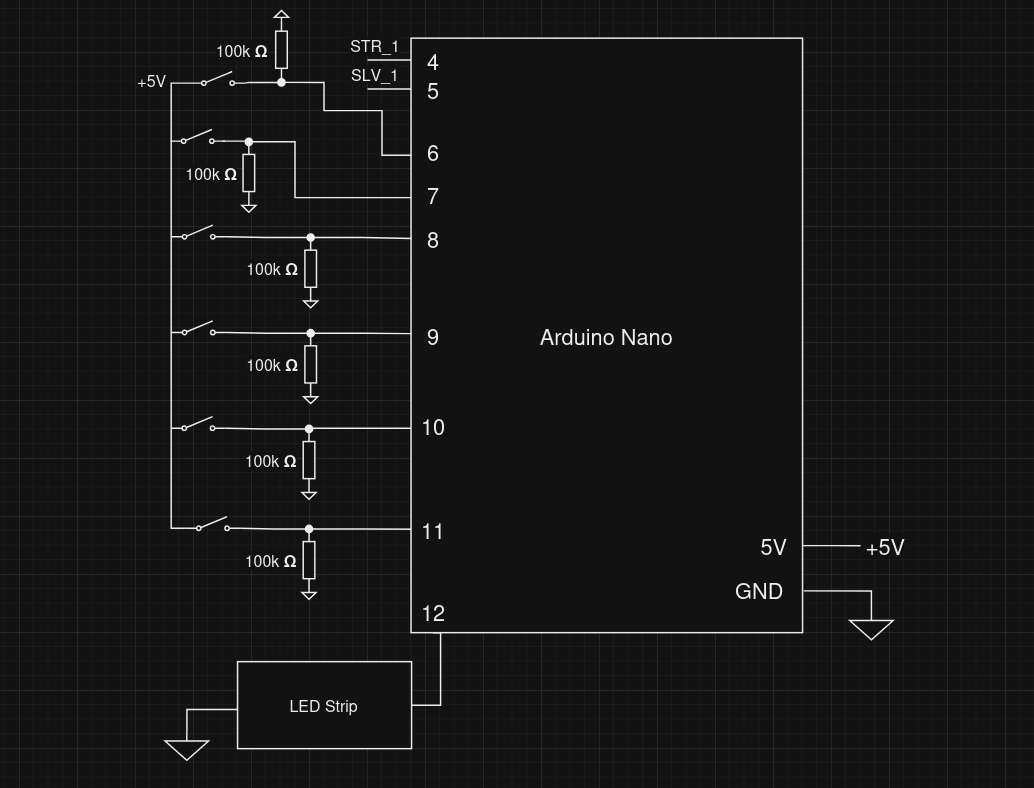 STR_1
4
100k Ω
SLV_1
+5V
5
6
100k Ω
7
8
100k Ω
9
Arduino Nano
100k Ω
10
100k Ω
11
5V
+5V
100k Ω
GND
12
LED Strip